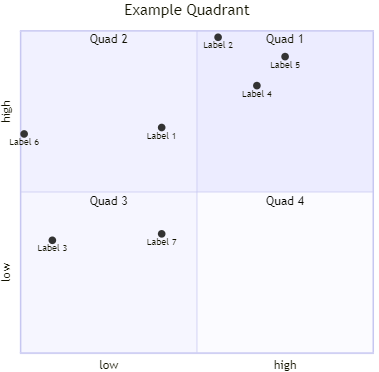 Example Quadrant
Quad 2
Quad 1
Label 2
Label 5
Label 4
high
Label 1
Label 6
Quad 3
Quad 4
Label 7
Label 3
low
low
high